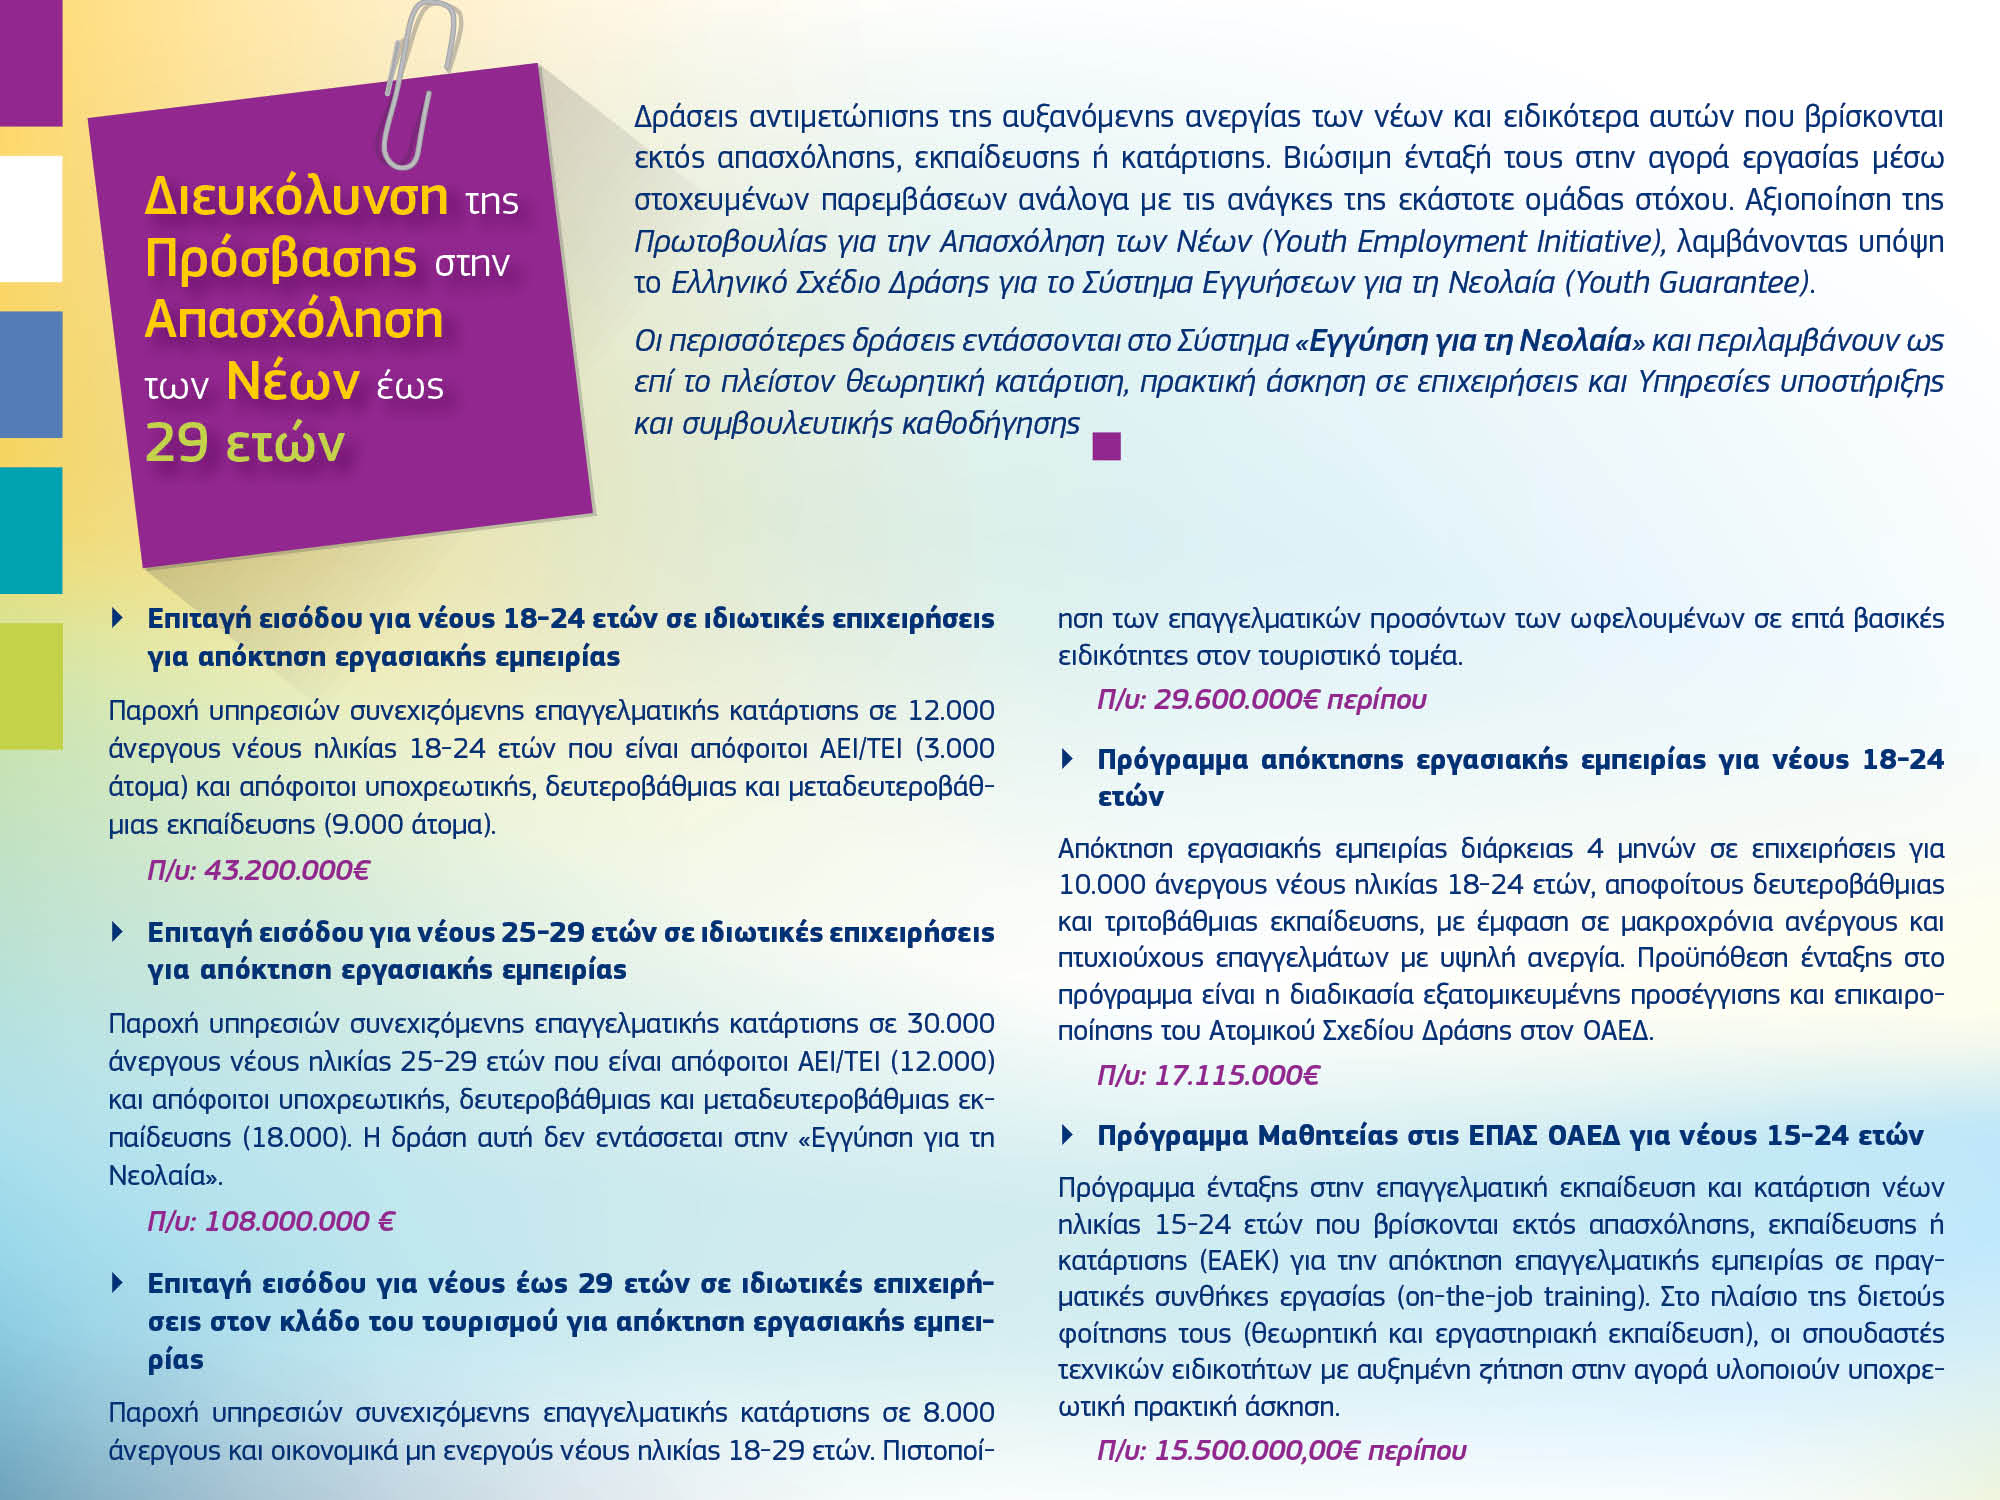 Διευκόλυνση της
Πρόσβασης στην
Απασχόληση
των Νέων έως
29 ετών
Δράσεις αντιμετώπισης της αυξανόμενης ανεργίας των νέων και ειδικότερα αυτών που βρίσκονται
εκτός απασχόλησης, εκπαίδευσης ή κατάρτισης. Βιώσιμη ένταξή τους στην αγορά εργασίας μέσω
στοχευμένων παρεμβάσεων ανάλογα με τις ανάγκες της εκάστοτε ομάδας στόχου. Αξιοποίηση της
Πρωτοβουλίας για την Απασχόληση των Νέων (Youth Employment Initiative), λαμβάνοντας υπόψη
το Ελληνικό Σχέδιο Δράσης για το Σύστημα Εγγυήσεων για τη Νεολαία (Youth Guarantee).
Οι περισσότερες δράσεις εντάσσονται στο Σύστημα «Εγγύηση για τη Νεολαία» και περιλαμβάνουν ως
επί το πλείστον θεωρητική κατάρτιση, πρακτική άσκηση σε επιχειρήσεις και Υπηρεσίες υποστήριξης
και συμβουλευτικής καθοδήγησης
Επιταγή εισόδου για νέους 18-24 ετών σε ιδιωτικές επιχειρήσεις
για απόκτηση εργασιακής εμπειρίας
Παροχή υπηρεσιών συνεχιζόμενης επαγγελματικής κατάρτισης σε 12.000
άνεργους νέους ηλικίας 18-24 ετών που είναι απόφοιτοι ΑΕΙ/ΤΕΙ (3.000
άτομα) και απόφοιτοι υποχρεωτικής, δευτεροβάθμιας και μεταδευτεροβάθ-
μιας εκπαίδευσης (9.000 άτομα).
Π/υ: 43.200.000€
Επιταγή εισόδου για νέους 25-29 ετών σε ιδιωτικές επιχειρήσεις
για απόκτηση εργασιακής εμπειρίας
Παροχή υπηρεσιών συνεχιζόμενης επαγγελματικής κατάρτισης σε 30.000
άνεργους νέους ηλικίας 25-29 ετών που είναι απόφοιτοι ΑΕΙ/ΤΕΙ (12.000)
και απόφοιτοι υποχρεωτικής, δευτεροβάθμιας και μεταδευτεροβάθμιας εκ-
παίδευσης (18.000). Η δράση αυτή δεν εντάσσεται στην «Εγγύηση για τη
Νεολαία».
Π/υ: 108.000.000 €
Επιταγή εισόδου για νέους έως 29 ετών σε ιδιωτικές επιχειρή-
σεις στον κλάδο του τουρισμού για απόκτηση εργασιακής εμπει-
ρίας
Παροχή υπηρεσιών συνεχιζόμενης επαγγελματικής κατάρτισης σε 8.000
άνεργους και οικονομικά μη ενεργούς νέους ηλικίας 18-29 ετών. Πιστοποί-
ηση των επαγγελματικών προσόντων των ωφελουμένων σε επτά βασικές
ειδικότητες στον τουριστικό τομέα.
Π/υ: 29.600.000€ περίπου
Πρόγραμμα απόκτησης εργασιακής εμπειρίας για νέους 18-24
ετών
Απόκτηση εργασιακής εμπειρίας διάρκειας 4 μηνών σε επιχειρήσεις για
10.000 άνεργους νέους ηλικίας 18-24 ετών, αποφοίτους δευτεροβάθμιας
και τριτοβάθμιας εκπαίδευσης, με έμφαση σε μακροχρόνια ανέργους και
πτυχιούχους επαγγελμάτων με υψηλή ανεργία. Προϋπόθεση ένταξης στο
πρόγραμμα είναι η διαδικασία εξατομικευμένης προσέγγισης και επικαιρο-
ποίησης του Ατομικού Σχεδίου Δράσης στον ΟΑΕΔ.
Π/υ: 17.115.000€
Πρόγραμμα Μαθητείας στις ΕΠΑΣ ΟΑΕΔ για νέους 15-24 ετών
Πρόγραμμα ένταξης στην επαγγελματική εκπαίδευση και κατάρτιση νέων
ηλικίας 15-24 ετών που βρίσκονται εκτός απασχόλησης, εκπαίδευσης ή
κατάρτισης (ΕΑΕΚ) για την απόκτηση επαγγελματικής εμπειρίας σε πραγ-
ματικές συνθήκες εργασίας (on-the-job training). Στο πλαίσιο της διετούς
φοίτησης τους (θεωρητική και εργαστηριακή εκπαίδευση), οι σπουδαστές
τεχνικών ειδικοτήτων με αυξημένη ζήτηση στην αγορά υλοποιούν υποχρε-
ωτική πρακτική άσκηση.
Π/υ: 15.500.000,00€ περίπου